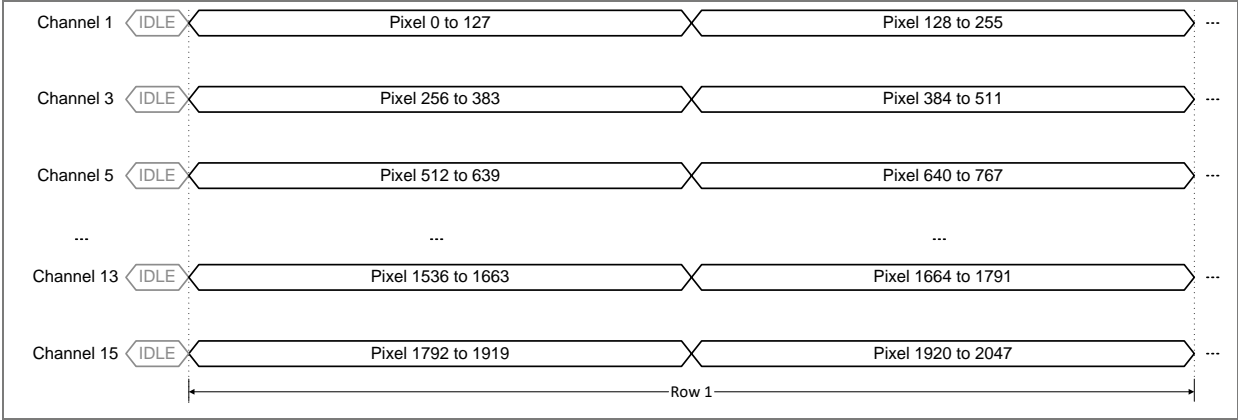 Channel 1 IDLE Pixel 0 to 127 Pixel 128 to 255 ...
Channel 3 IDLE Pixel 256 to 383 Pixel 384 to 511 ...
Channel 5 IDLE Pixel 512 to 639 Pixel 640 to 767 ...
... ... ...
Channel 13 IDLE Pixel 1536 to 1663 Pixel 1664 to 1791 ...
Channel 15 IDLE Pixel 1792 to 1919 Pixel 1920 to 2047 ...
Row 1